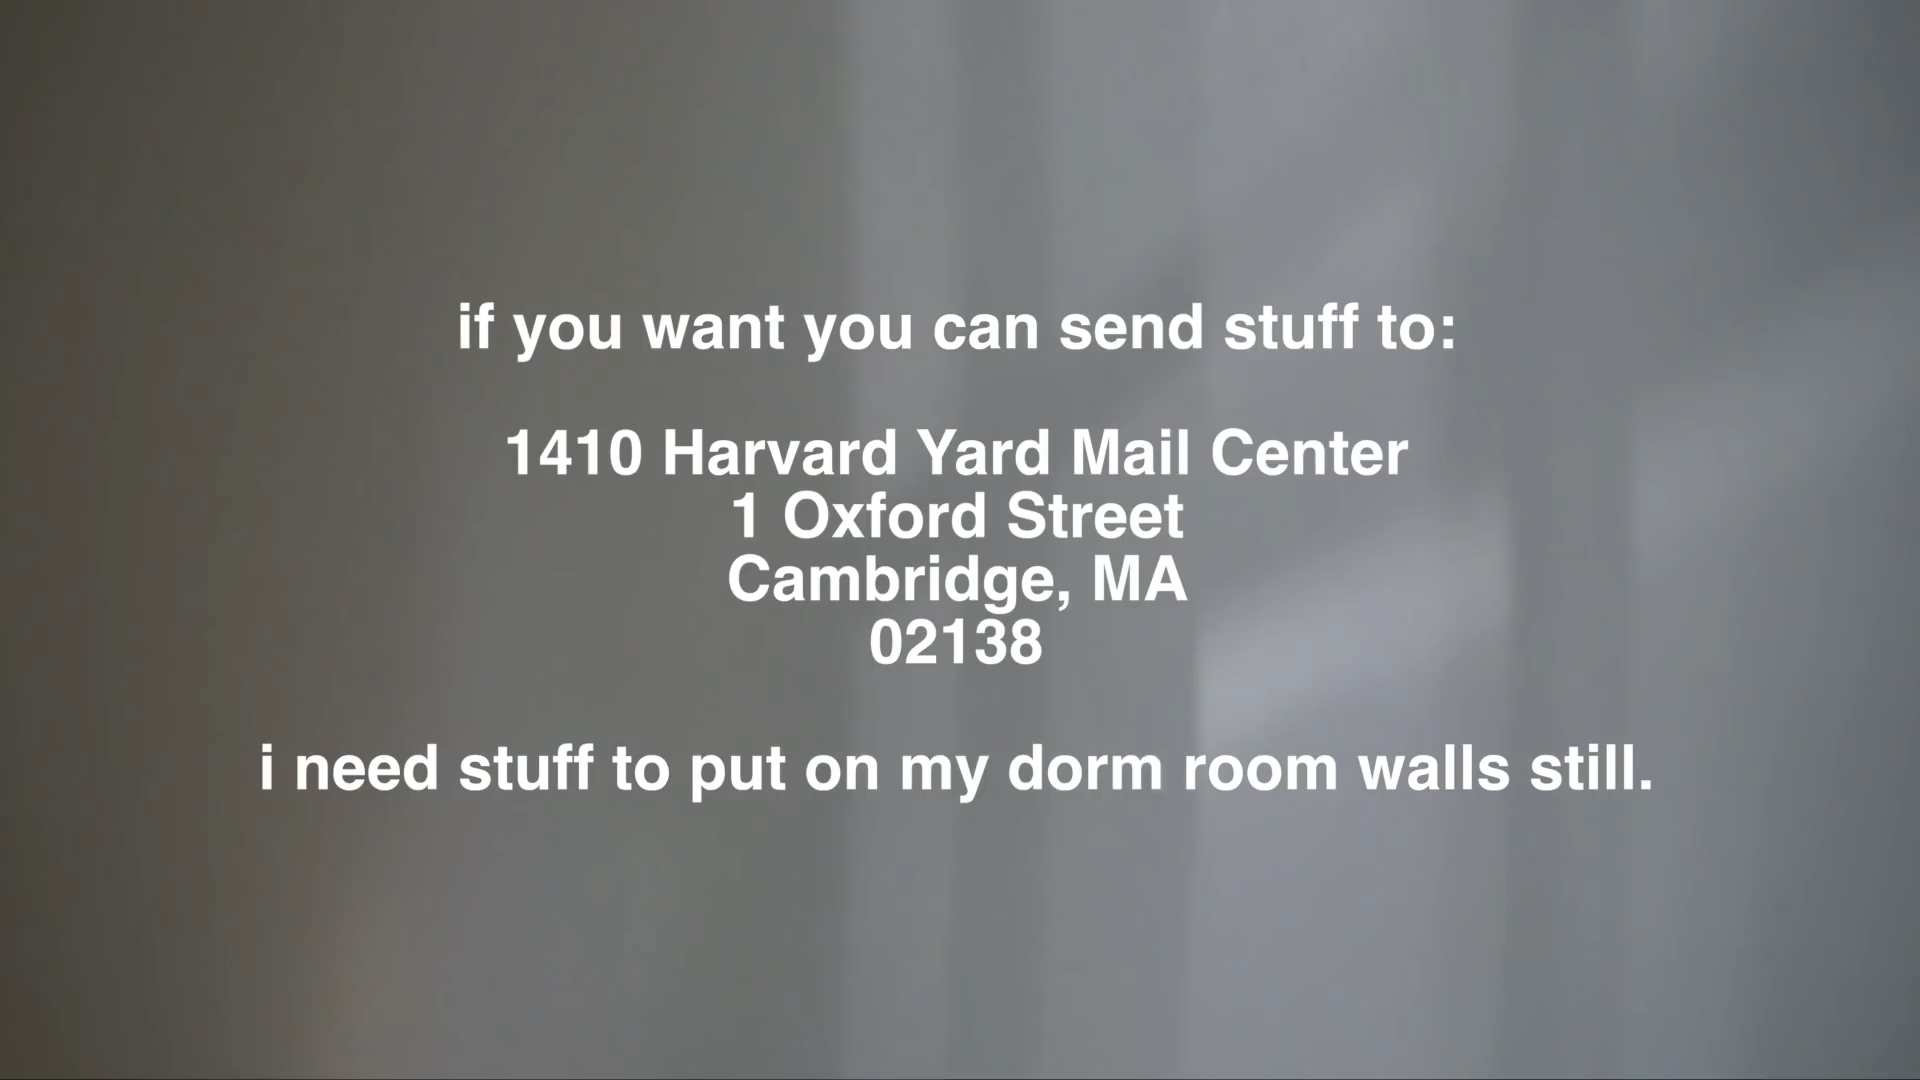 if you want you can send stuff to:
1410 Harvard Yard Mail Center
1 Oxford Street
Cambridge, MA
02138
i need stuff to put on my dorm room walls still.